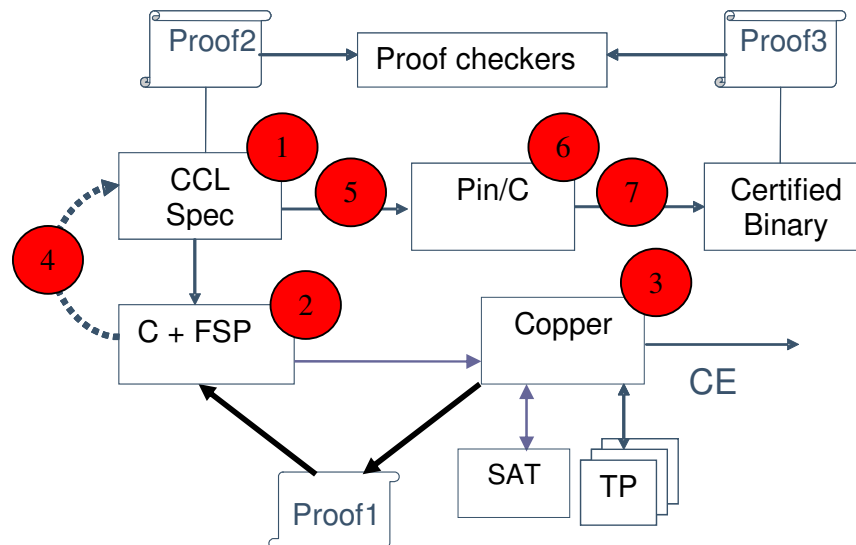 Proof2
Proof checkers
Proof3
1
6
CCL
Spec
5
Pin/C
7
Certified
Binary
4
2
3
C + FSP
Copper
CE
SAT
TP
Proof1